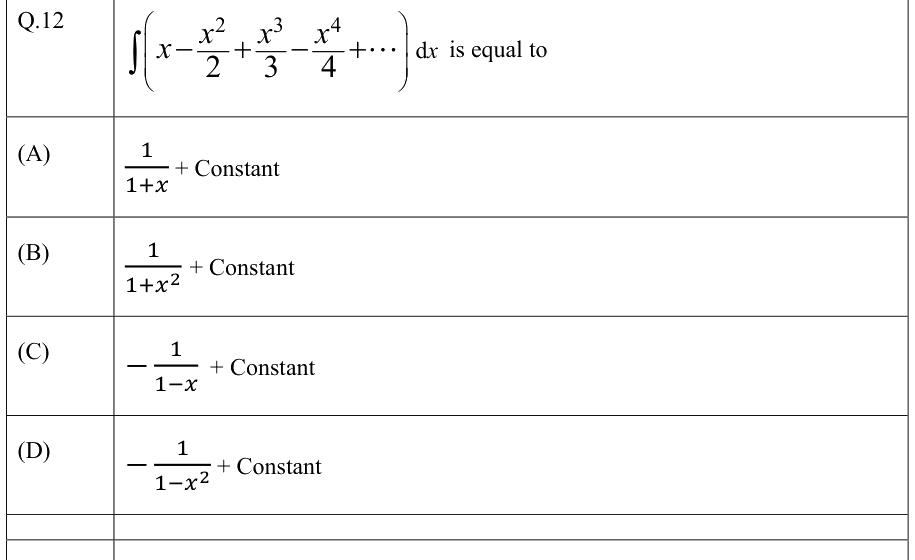 Q.12 ∫(x − x²/2 + x³/3 − x⁴/4 + ⋯) dx is equal to
(A) 1/(1+x) + Constant
(B) 1/(1+x²) + Constant
(C) − 1/(1−x) + Constant
(D) − 1/(1−x²) + Constant